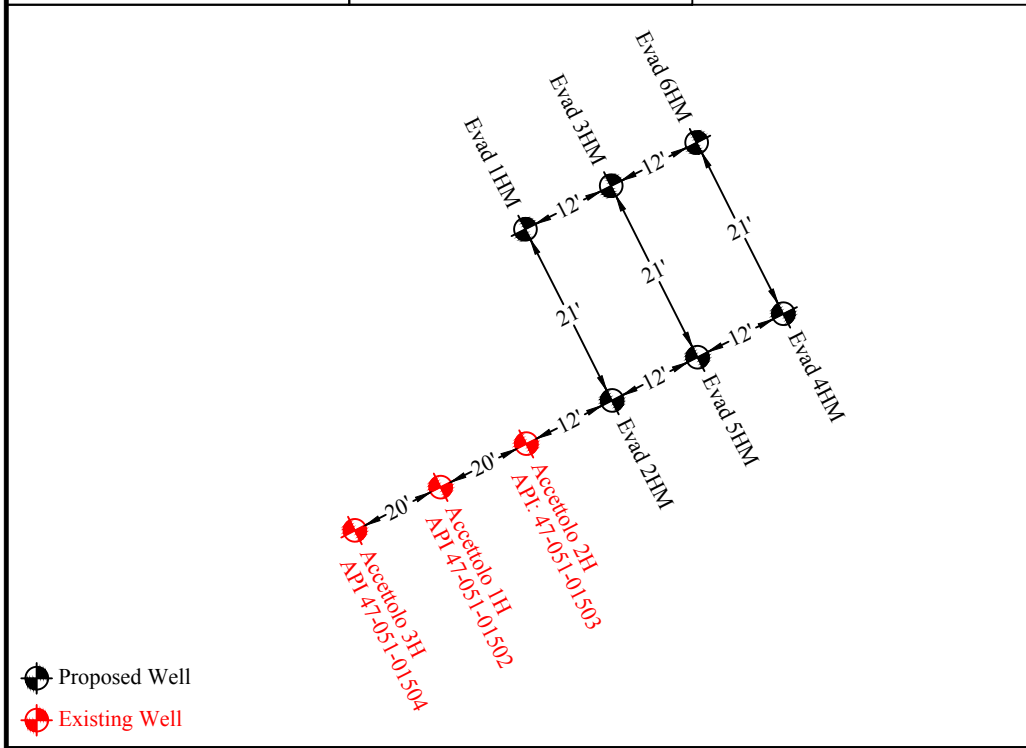 Evad 6HM
Evad 3HM
Evad 1HM
12'
12'
21'
21'
21'
12'
12'
12'
Evad 4HM
Evad 5HM
Evad 2HM
20'
20'
Accettolo 2H
API: 47-051-01503
Accettolo 1H
API 47-051-01502
Accettolo 3H
API 47-051-01504
Proposed Well
Existing Well